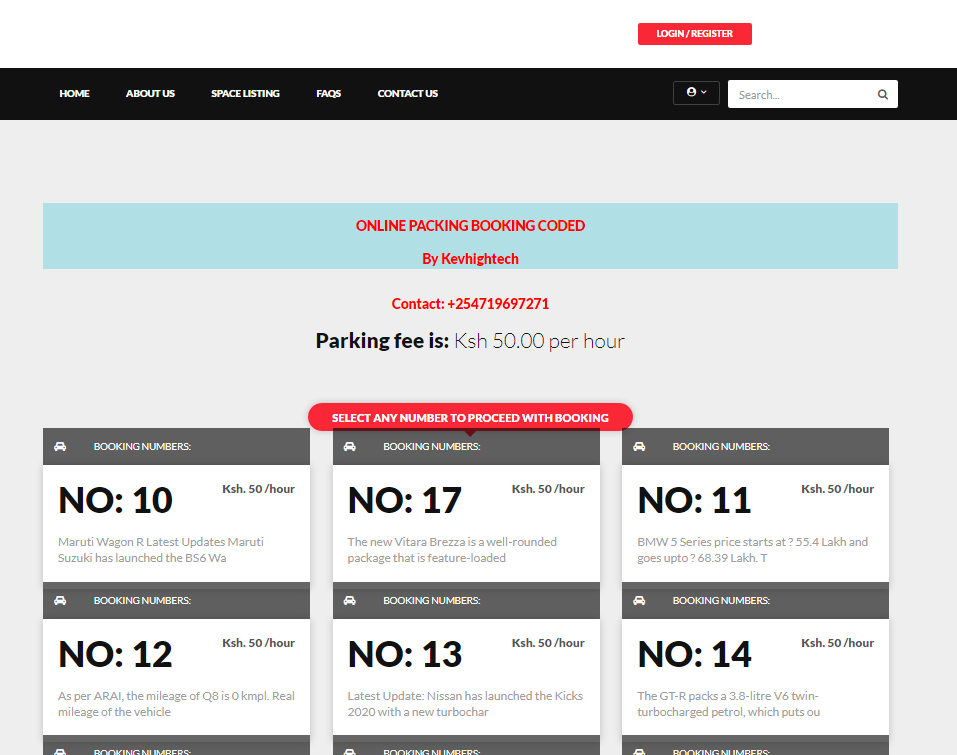 LOGIN / REGISTER
HOME ABOUT US SPACE LISTING FAQS CONTACT US Search...
ONLINE PACKING BOOKING CODED
By Kevhightech
Contact: +254719697271
Parking fee is: Ksh 50.00 per hour
SELECT ANY NUMBER TO PROCEED WITH BOOKING
BOOKING NUMBERS: BOOKING NUMBERS: BOOKING NUMBERS:
NO: 10 Ksh. 50 /hour NO: 17 Ksh. 50 /hour NO: 11 Ksh. 50 /hour
Maruti Wagon R Latest Updates Maruti
Suzuki has launched the BS6 Wa
The new Vitara Brezza is a well-rounded
package that is feature-loaded
BMW 5 Series price starts at ? 55.4 Lakh and
goes upto ? 68.39 Lakh. T
BOOKING NUMBERS: BOOKING NUMBERS: BOOKING NUMBERS:
NO: 12 Ksh. 50 /hour NO: 13 Ksh. 50 /hour NO: 14 Ksh. 50 /hour
As per ARAI, the mileage of Q8 is 0 kmpl. Real
mileage of the vehicle
Latest Update: Nissan has launched the Kicks
2020 with a new turbochar
The GT-R packs a 3.8-litre V6 twin-
turbocharged petrol, which puts ou
BOOKING NUMBERS: BOOKING NUMBERS: BOOKING NUMBERS: